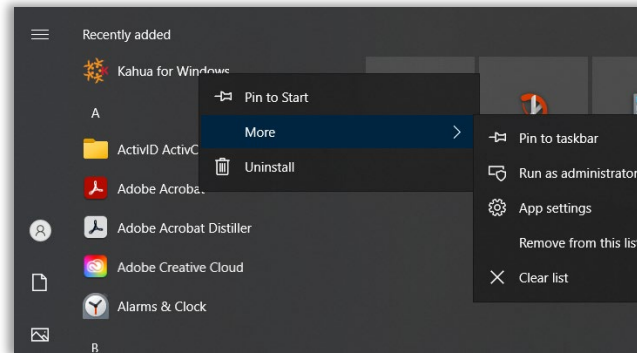 Recently added
Kahua for Windows
Pin to Start
A
More
Pin to taskbar
ActivID ActivC
Uninstall
Run as administrator
Adobe Acrobat
App settings
Adobe Acrobat Distiller
Remove from this list
Adobe Creative Cloud
Clear list
Alarms & Clock
B